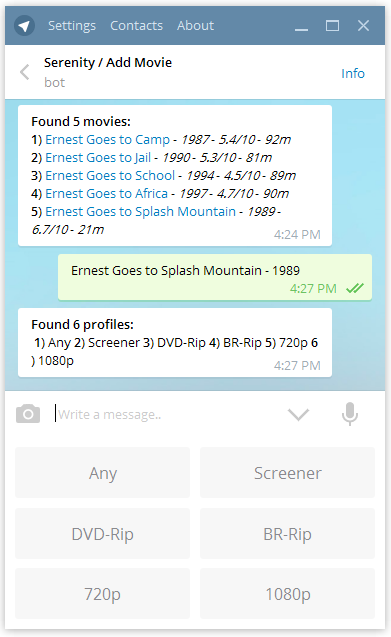 Settings Contacts About
Serenity / Add Movie
bot
Info
Found 5 movies:
1) Ernest Goes to Camp - 1987 - 5.4/10 - 92m
2) Ernest Goes to Jail - 1990 - 5.3/10 - 81m
3) Ernest Goes to School - 1994 - 4.5/10 - 89m
4) Ernest Goes to Africa - 1997 - 4.7/10 - 90m
5) Ernest Goes to Splash Mountain - 1989 -
6.7/10 - 21m
4:24 PM
Ernest Goes to Splash Mountain - 1989
4:27 PM
Found 6 profiles:
1) Any 2) Screener 3) DVD-Rip 4) BR-Rip 5) 720p 6
) 1080p
4:27 PM
Write a message..
Any Screener
DVD-Rip BR-Rip
720p 1080p